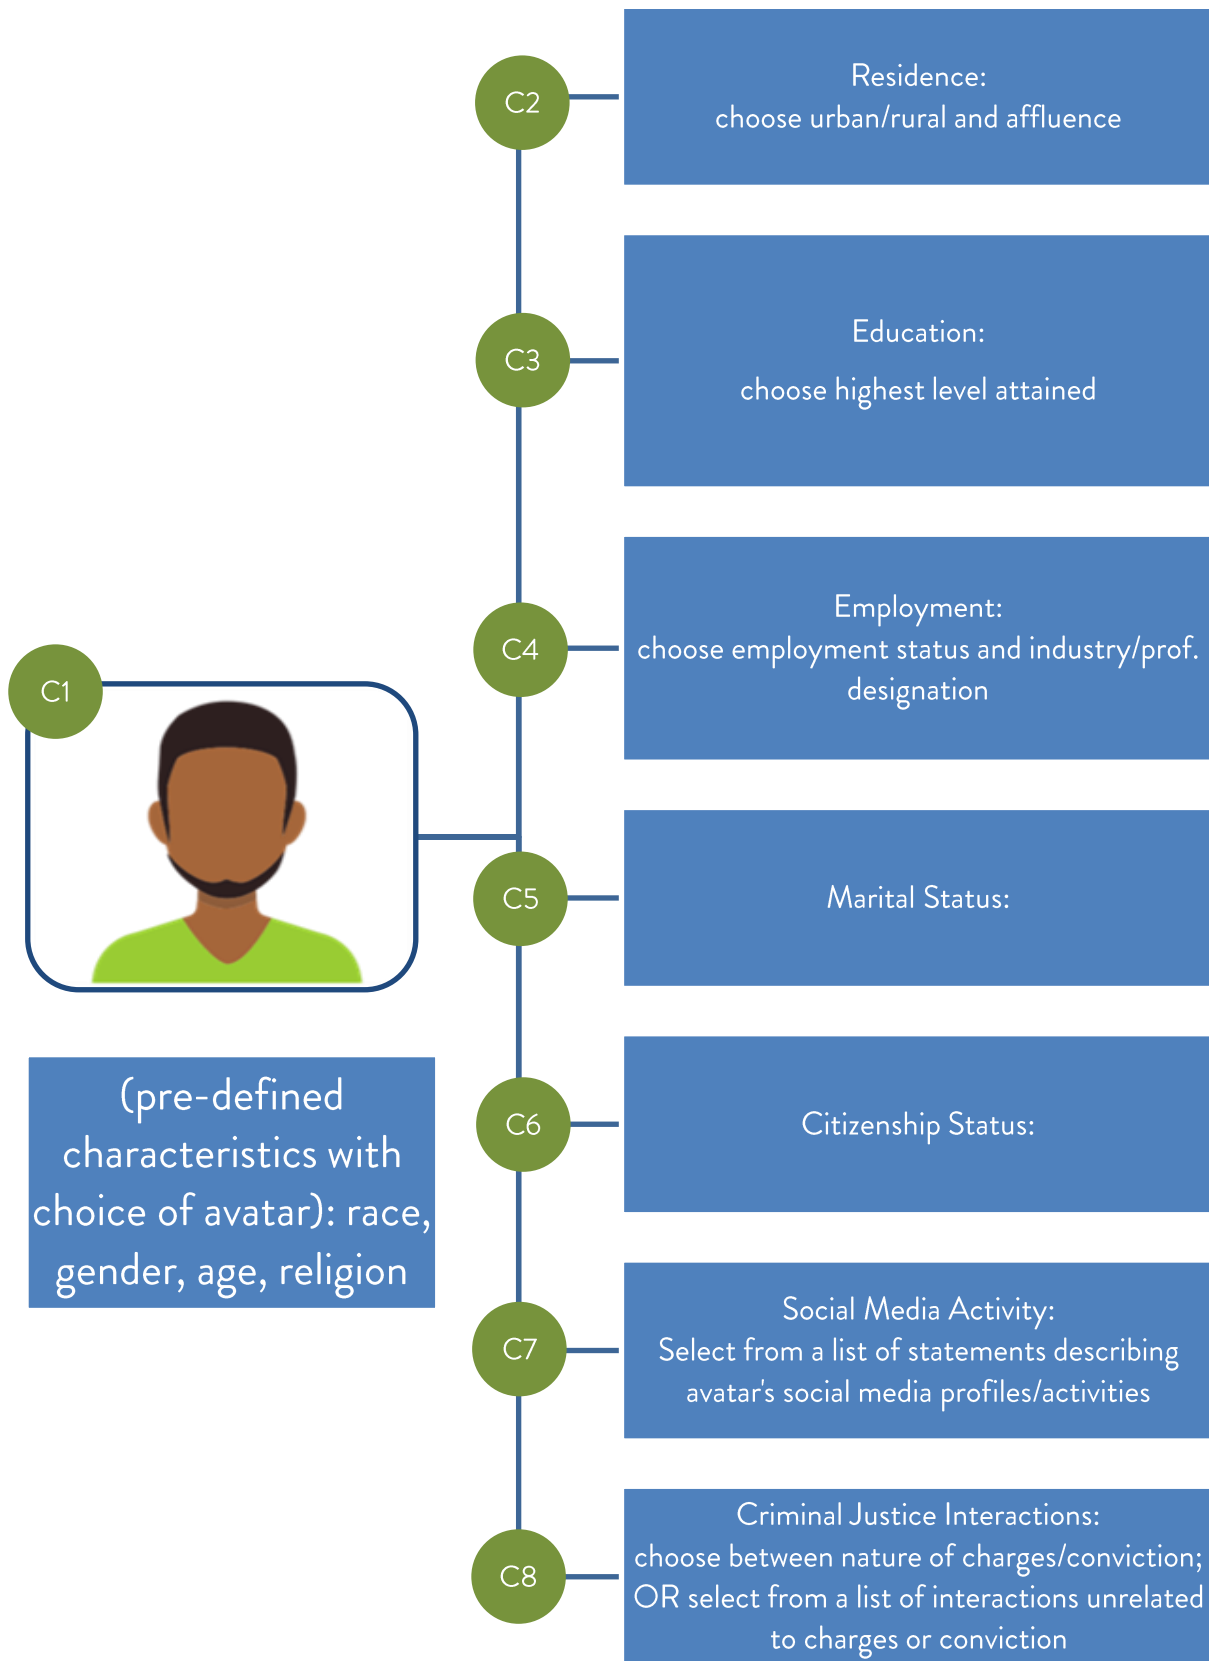 C2
Residence:
choose urban/rural and affluence
C3
Education:
choose highest level attained
C4
Employment:
choose employment status and industry/prof.
designation
C1
C5
Marital Status:
(pre-defined
characteristics with
choice of avatar): race,
gender, age, religion
C6
Citizenship Status:
C7
Social Media Activity:
Select from a list of statements describing
avatar's social media profiles/activities
C8
Criminal Justice Interactions:
choose between nature of charges/conviction;
OR select from a list of interactions unrelated
to charges or conviction